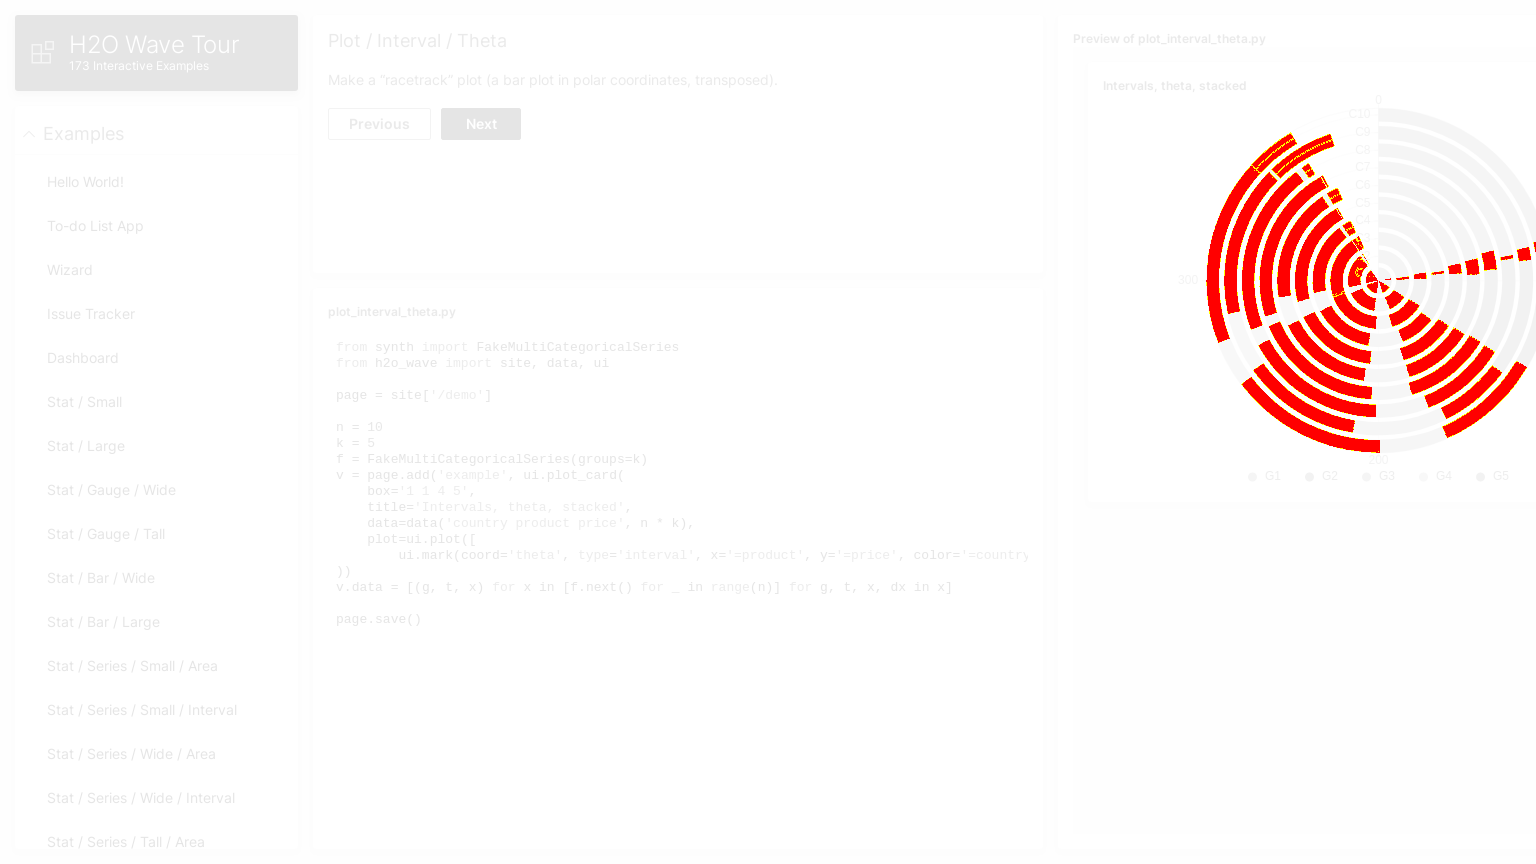 H2O Wave Tour
173 Interactive Examples
Examples
Hello World!
To-do List App
Wizard
Issue Tracker
Dashboard
Stat / Small
Stat / Large
Stat / Gauge / Wide
Stat / Gauge / Tall
Stat / Bar / Wide
Stat / Bar / Large
Stat / Series / Small / Area
Stat / Series / Small / Interval
Stat / Series / Wide / Area
Stat / Series / Wide / Interval
Stat / Series / Tall / Area
Plot / Interval / Theta
Make a “racetrack” plot (a bar plot in polar coordinates, transposed).
Previous
Next
plot_interval_theta.py
from synth import FakeMultiCategoricalSeries
from h2o_wave import site, data, ui
page = site['/demo']
n = 10
k = 5
f = FakeMultiCategoricalSeries(groups=k)
v = page.add('example', ui.plot_card(
box='1 1 4 5',
title='Intervals, theta, stacked',
data=data('country product price', n * k),
plot=ui.plot([
ui.mark(coord='theta', type='interval', x='=product', y='=price', color='=country
))
v.data = [(g, t, x) for x in [f.next() for _ in range(n)] for g, t, x, dx in x]
page.save()
Preview of plot_interval_theta.py
Intervals, theta, stacked
0
C10
C9
C8
C7
C6
C5
C4
300
G1
G2
G3
G4
G5